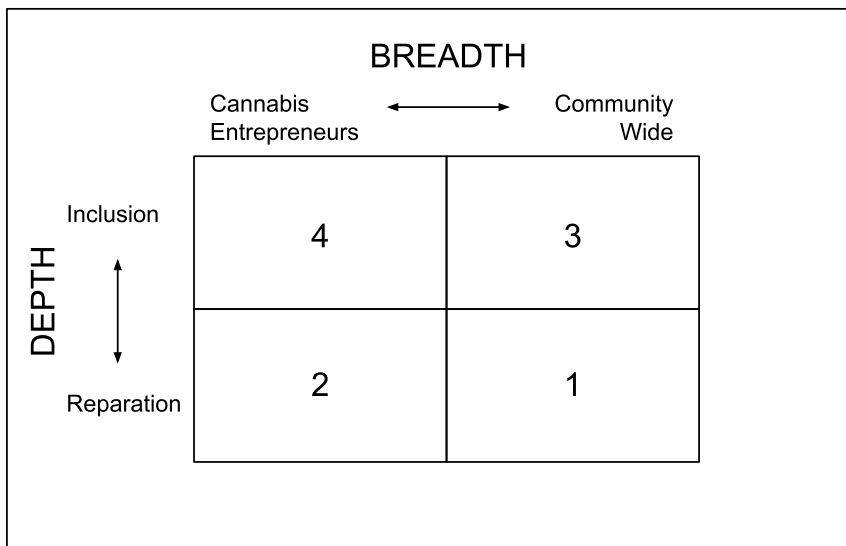 BREADTH
Cannabis
Entrepreneurs
Community
Wide
Inclusion
DEPTH
Reparation
4
3
2
1